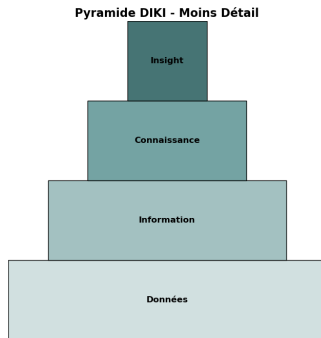 Pyramide DIKI - Moins Détail
Insight
Connaissance
Information
Données